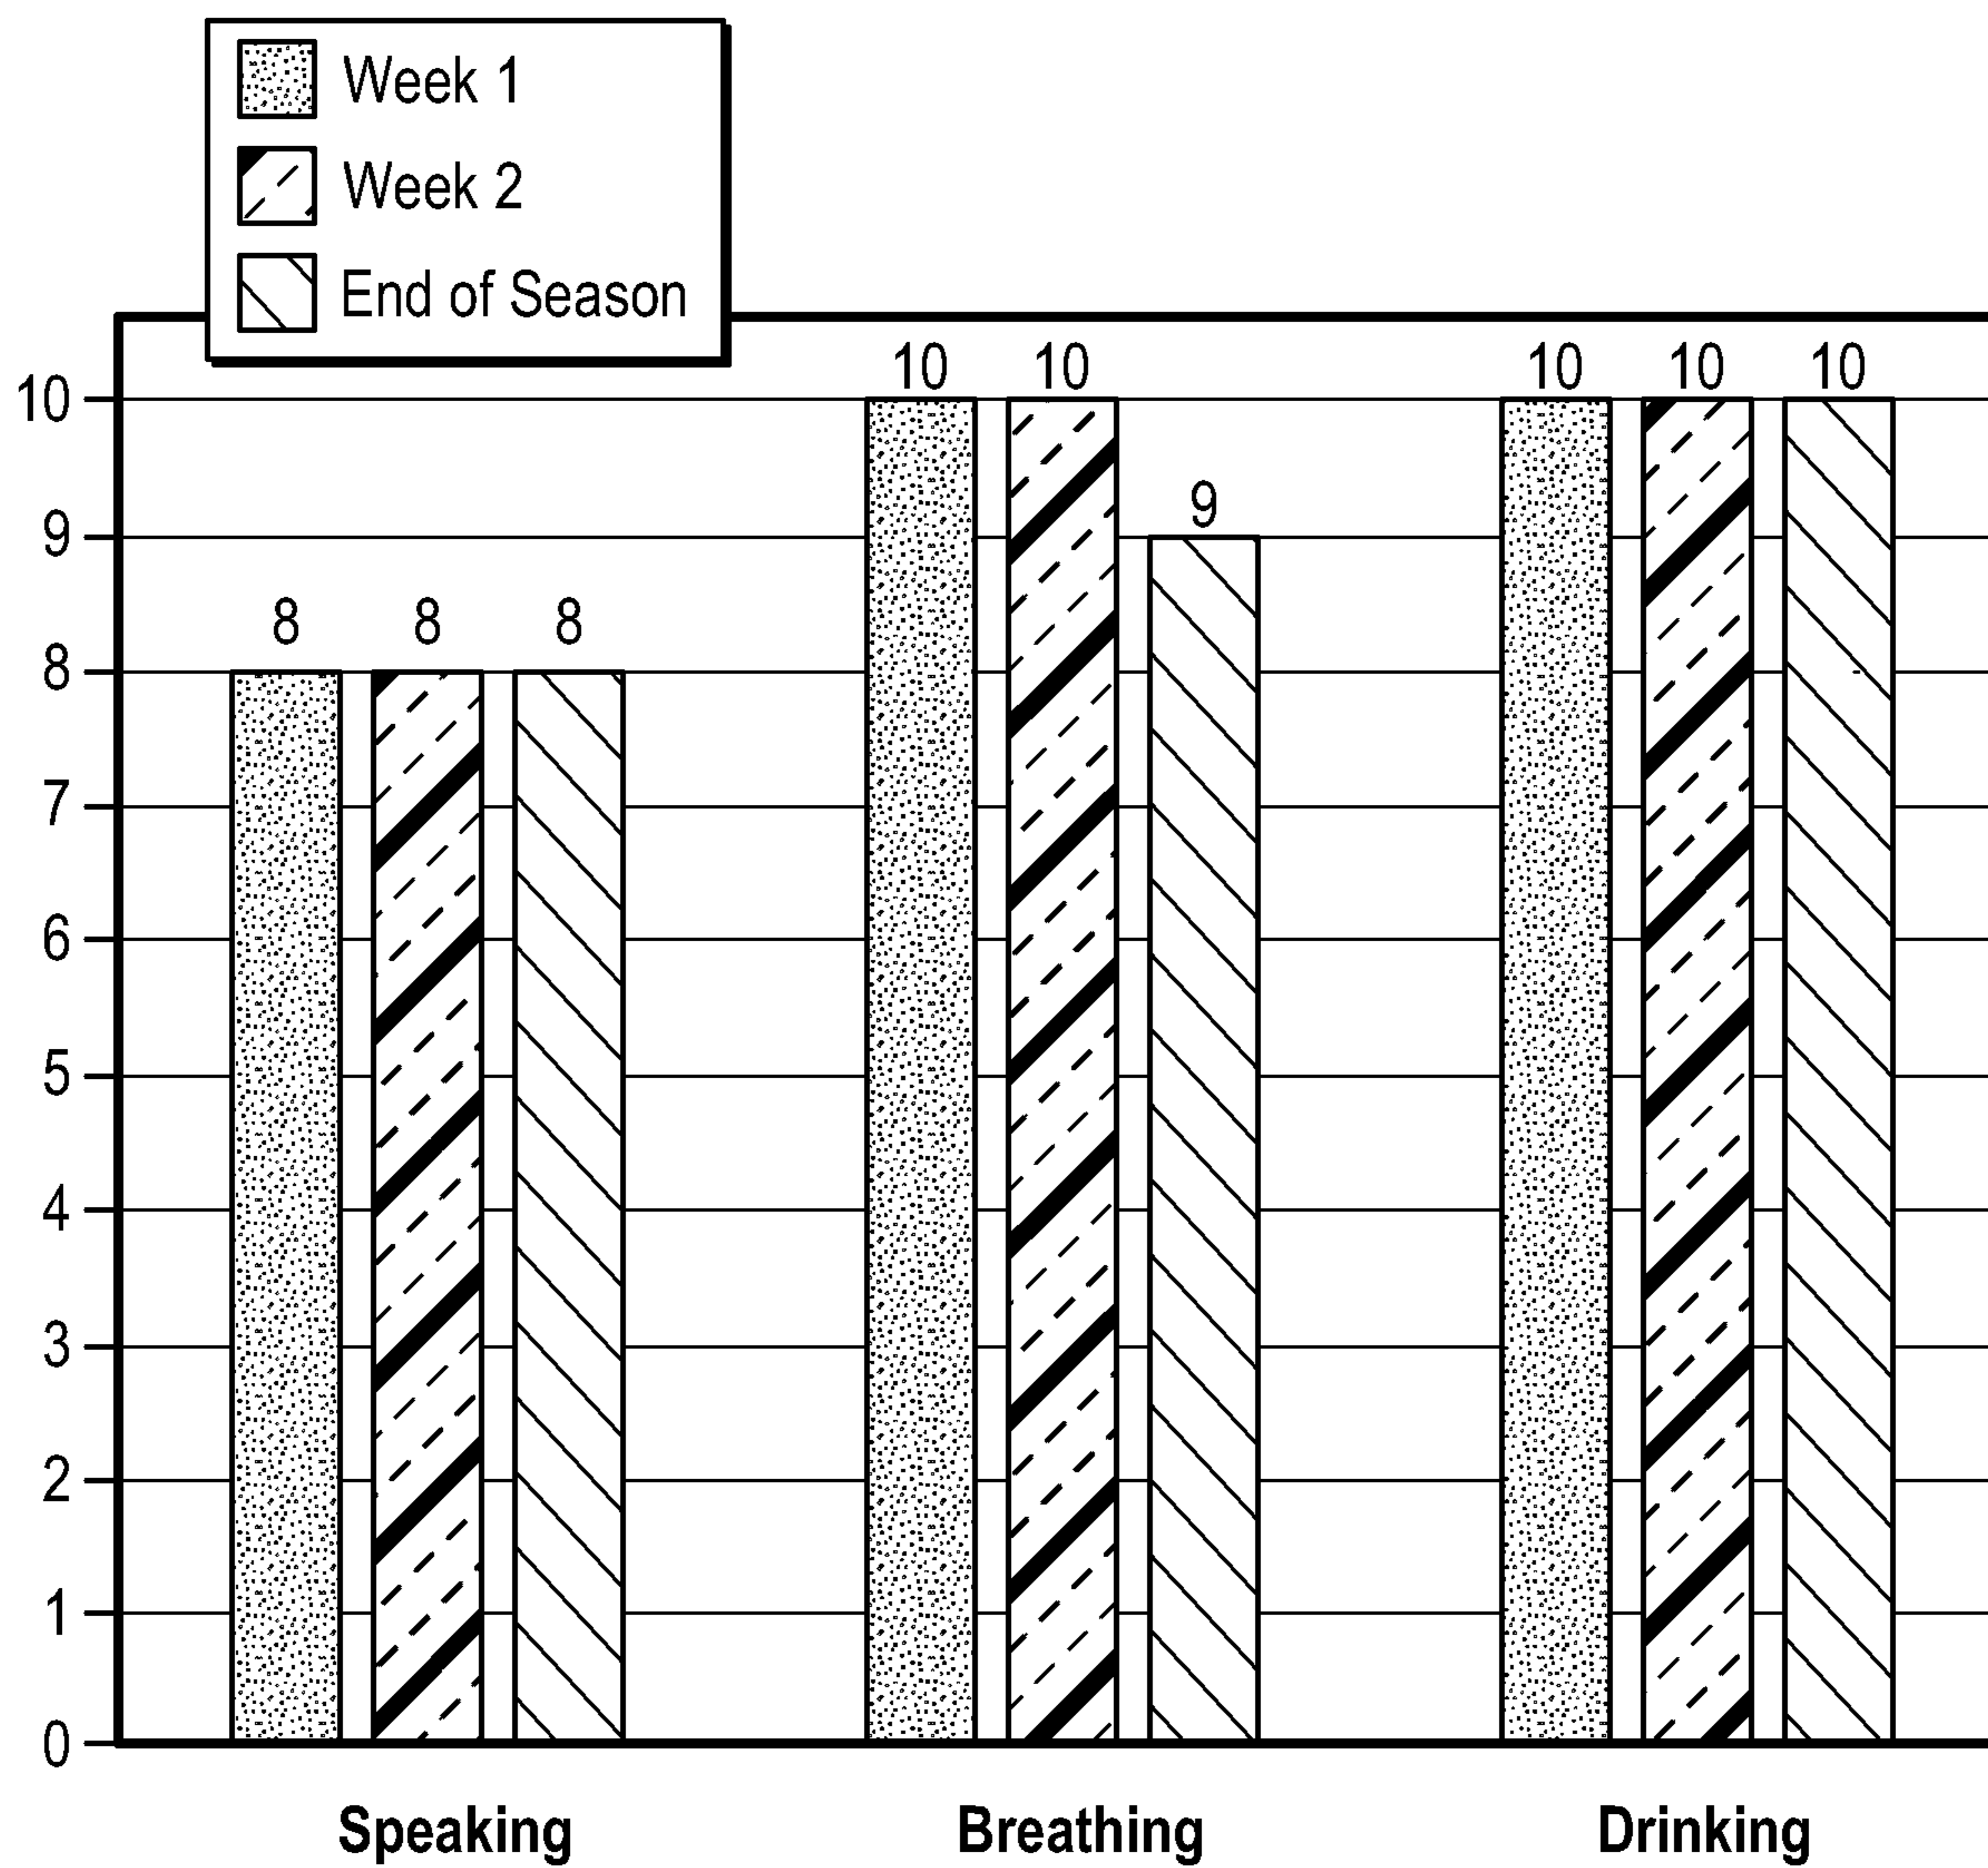 Week 1
Week 2
End of Season
10 10 10 10 10
10
9
9
8 8 8
8
7
6
5
4
3
2
1
0
Speaking Breathing Drinking